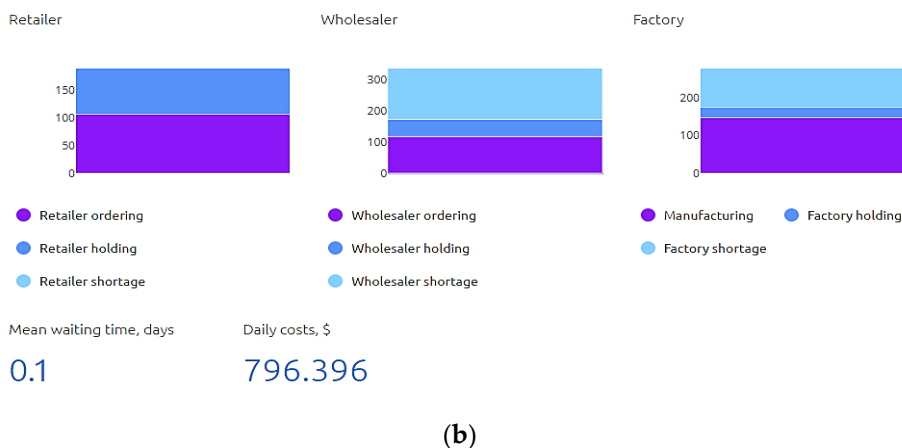 Retailer Wholesaler Factory
150
100
50
0
300
200
100
0
200
100
0
Retailer ordering Wholesaler ordering Manufacturing Factory holding
Retailer holding Wholesaler holding Factory shortage
Retailer shortage Wholesaler shortage
Mean waiting time, days Daily costs, $
0.1 796.396
(b)